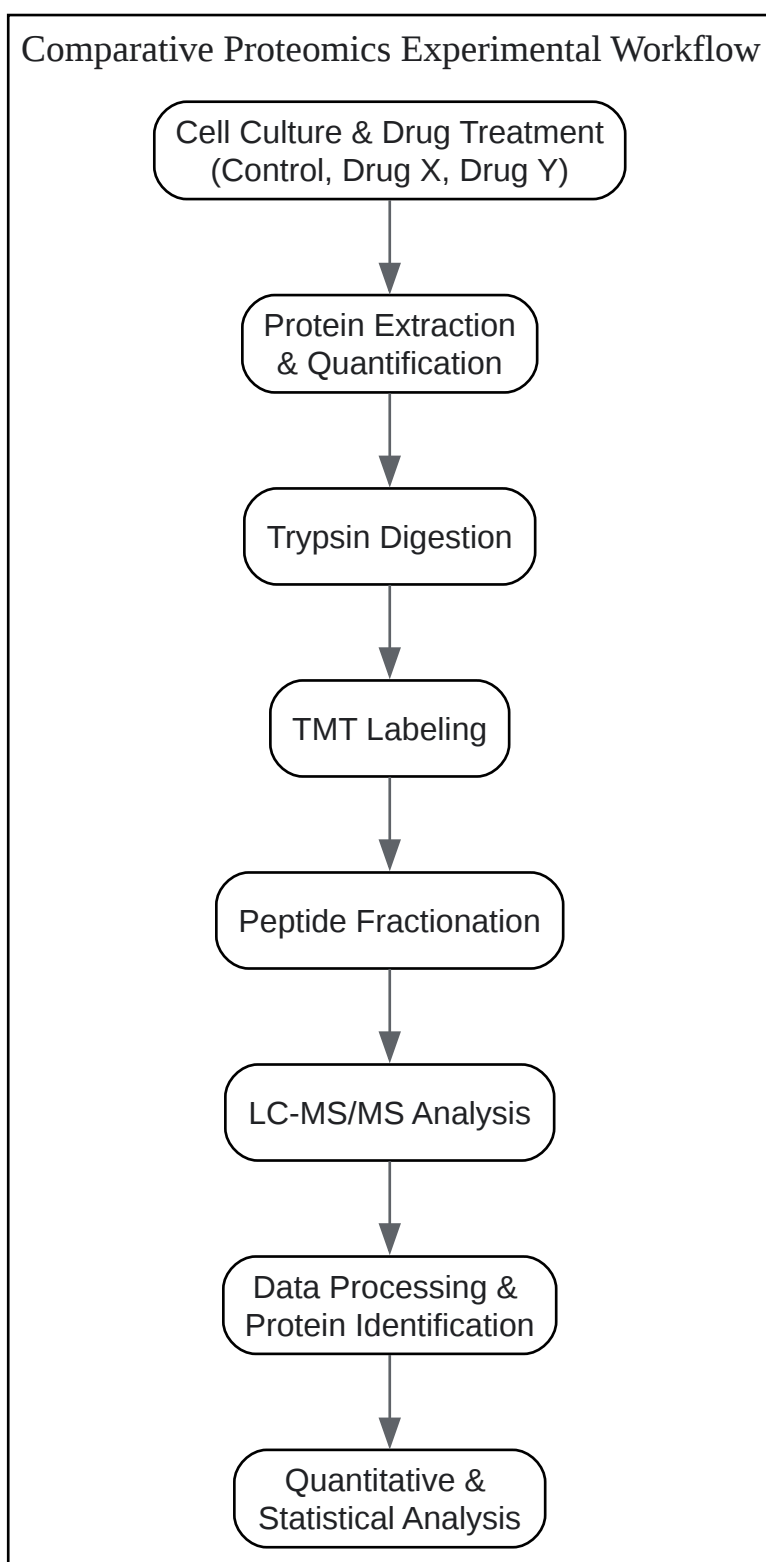 Comparative Proteomics Experimental Workflow
Cell Culture & Drug Treatment
(Control, Drug X, Drug Y)
Protein Extraction
& Quantification
Trypsin Digestion
TMT Labeling
Peptide Fractionation
LC-MS/MS Analysis
Data Processing &
Protein Identification
Quantitative &
Statistical Analysis